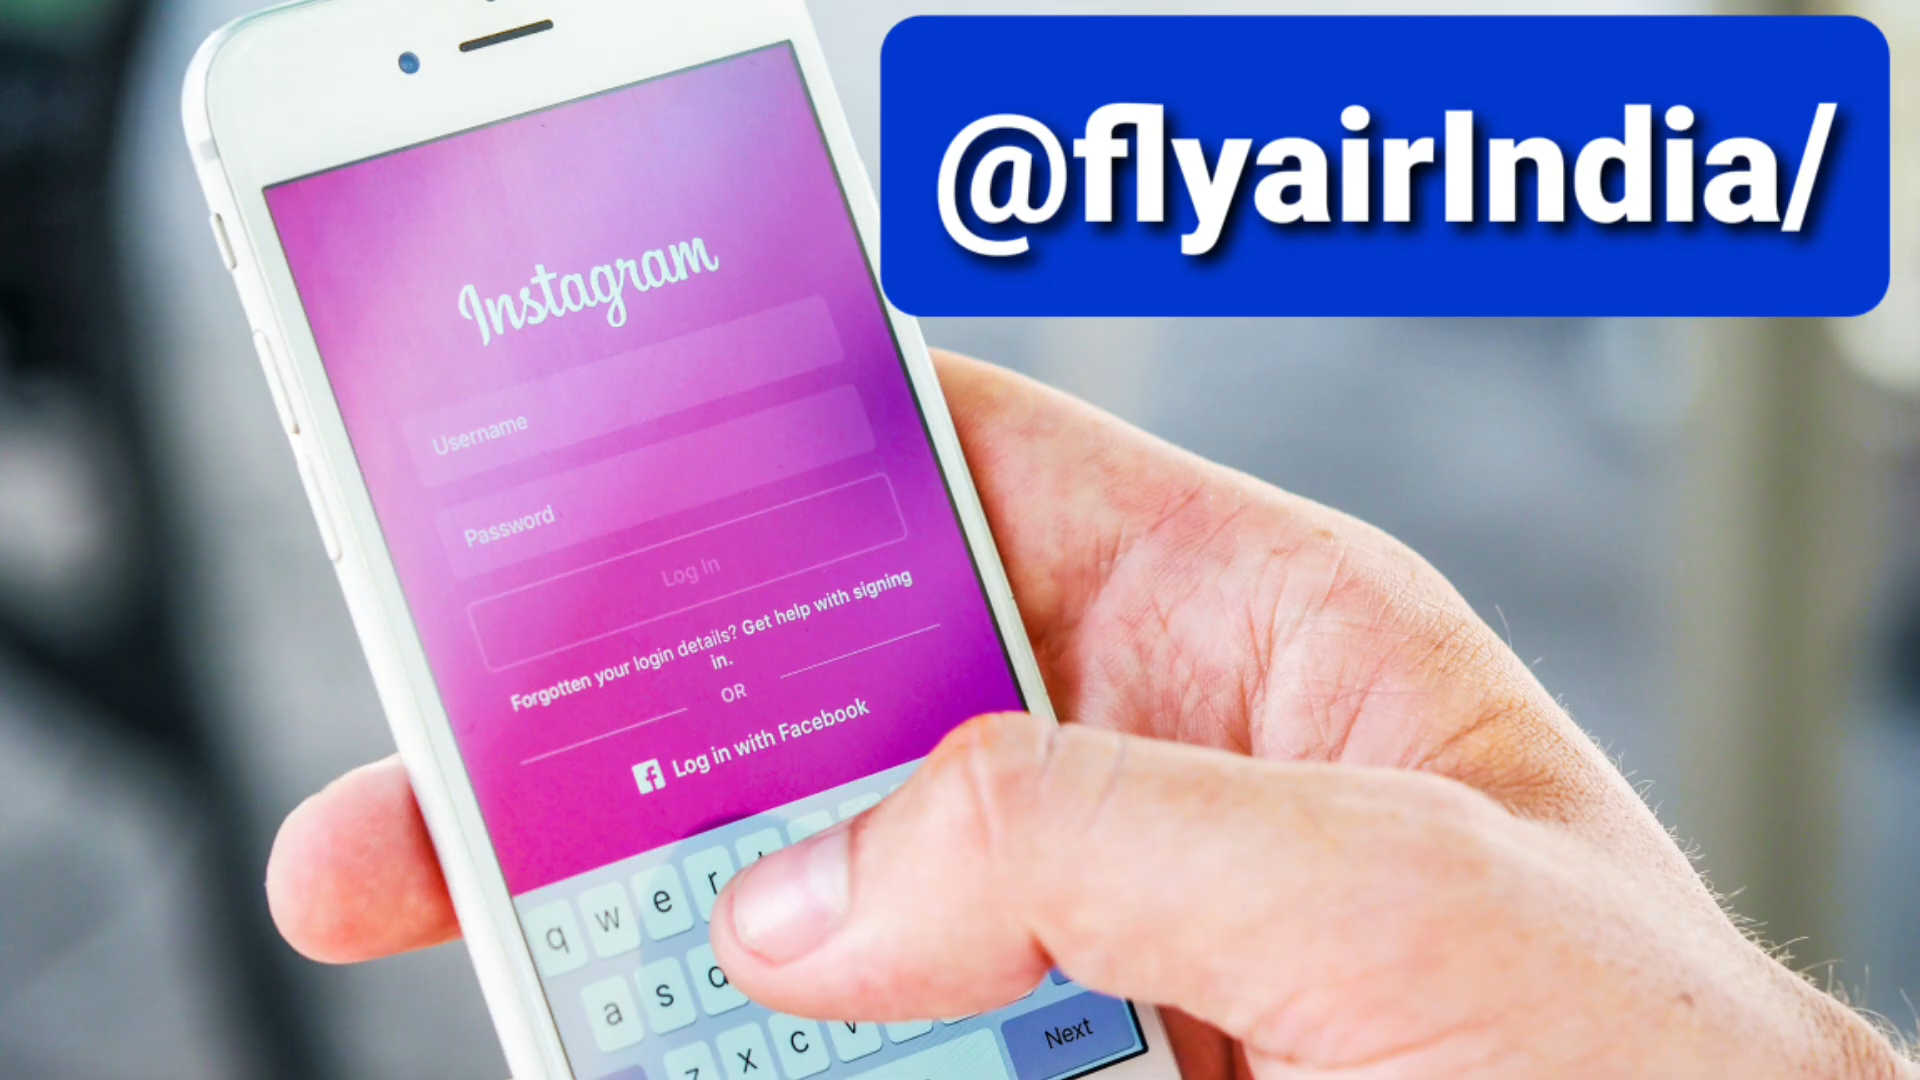 @flyairIndia/
Instagram
Username
Password
Log In
Forgotten your login details? Get help with signing
in.
OR
f Log in with Facebook
q w e r
a s d
z x c v
Next